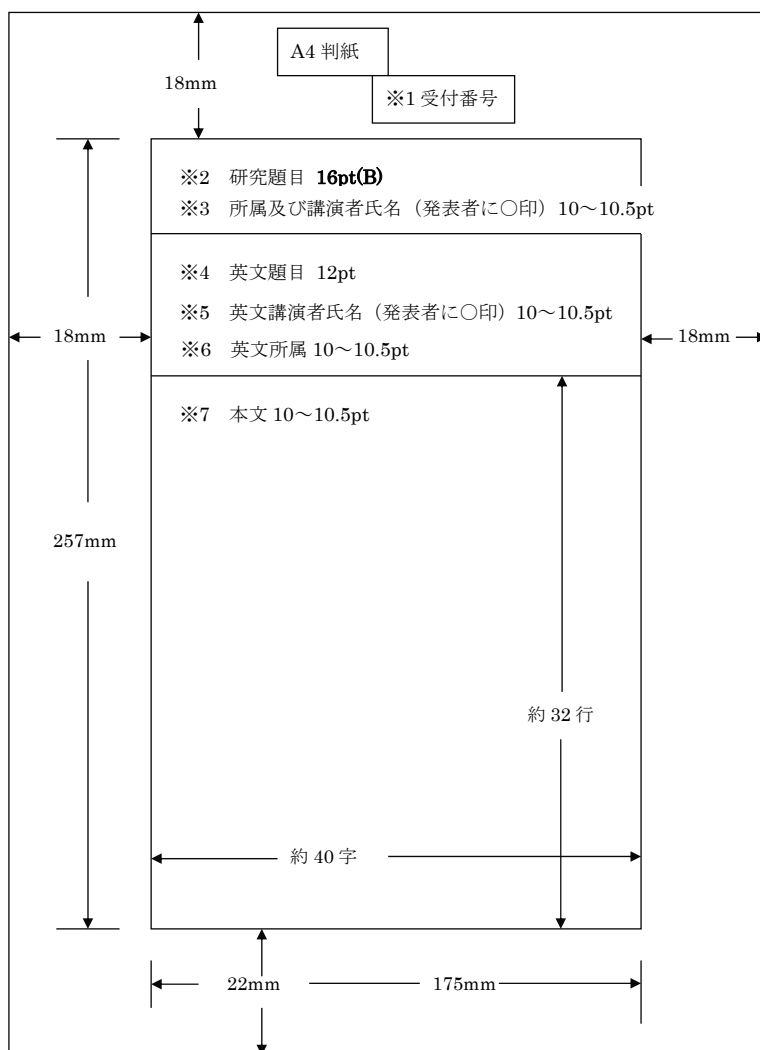 A4 判紙
18mm
※1 受付番号
※2 研究題目 16pt(B)
※3 所属及び講演者氏名（発表者に○印）10～10.5pt
※4 英文題目 12pt
※5 英文講演者氏名（発表者に○印）10～10.5pt
18mm
18mm
※6 英文所属 10～10.5pt
※7 本文 10～10.5pt
257mm
約 32 行
約 40 字
22mm
175mm